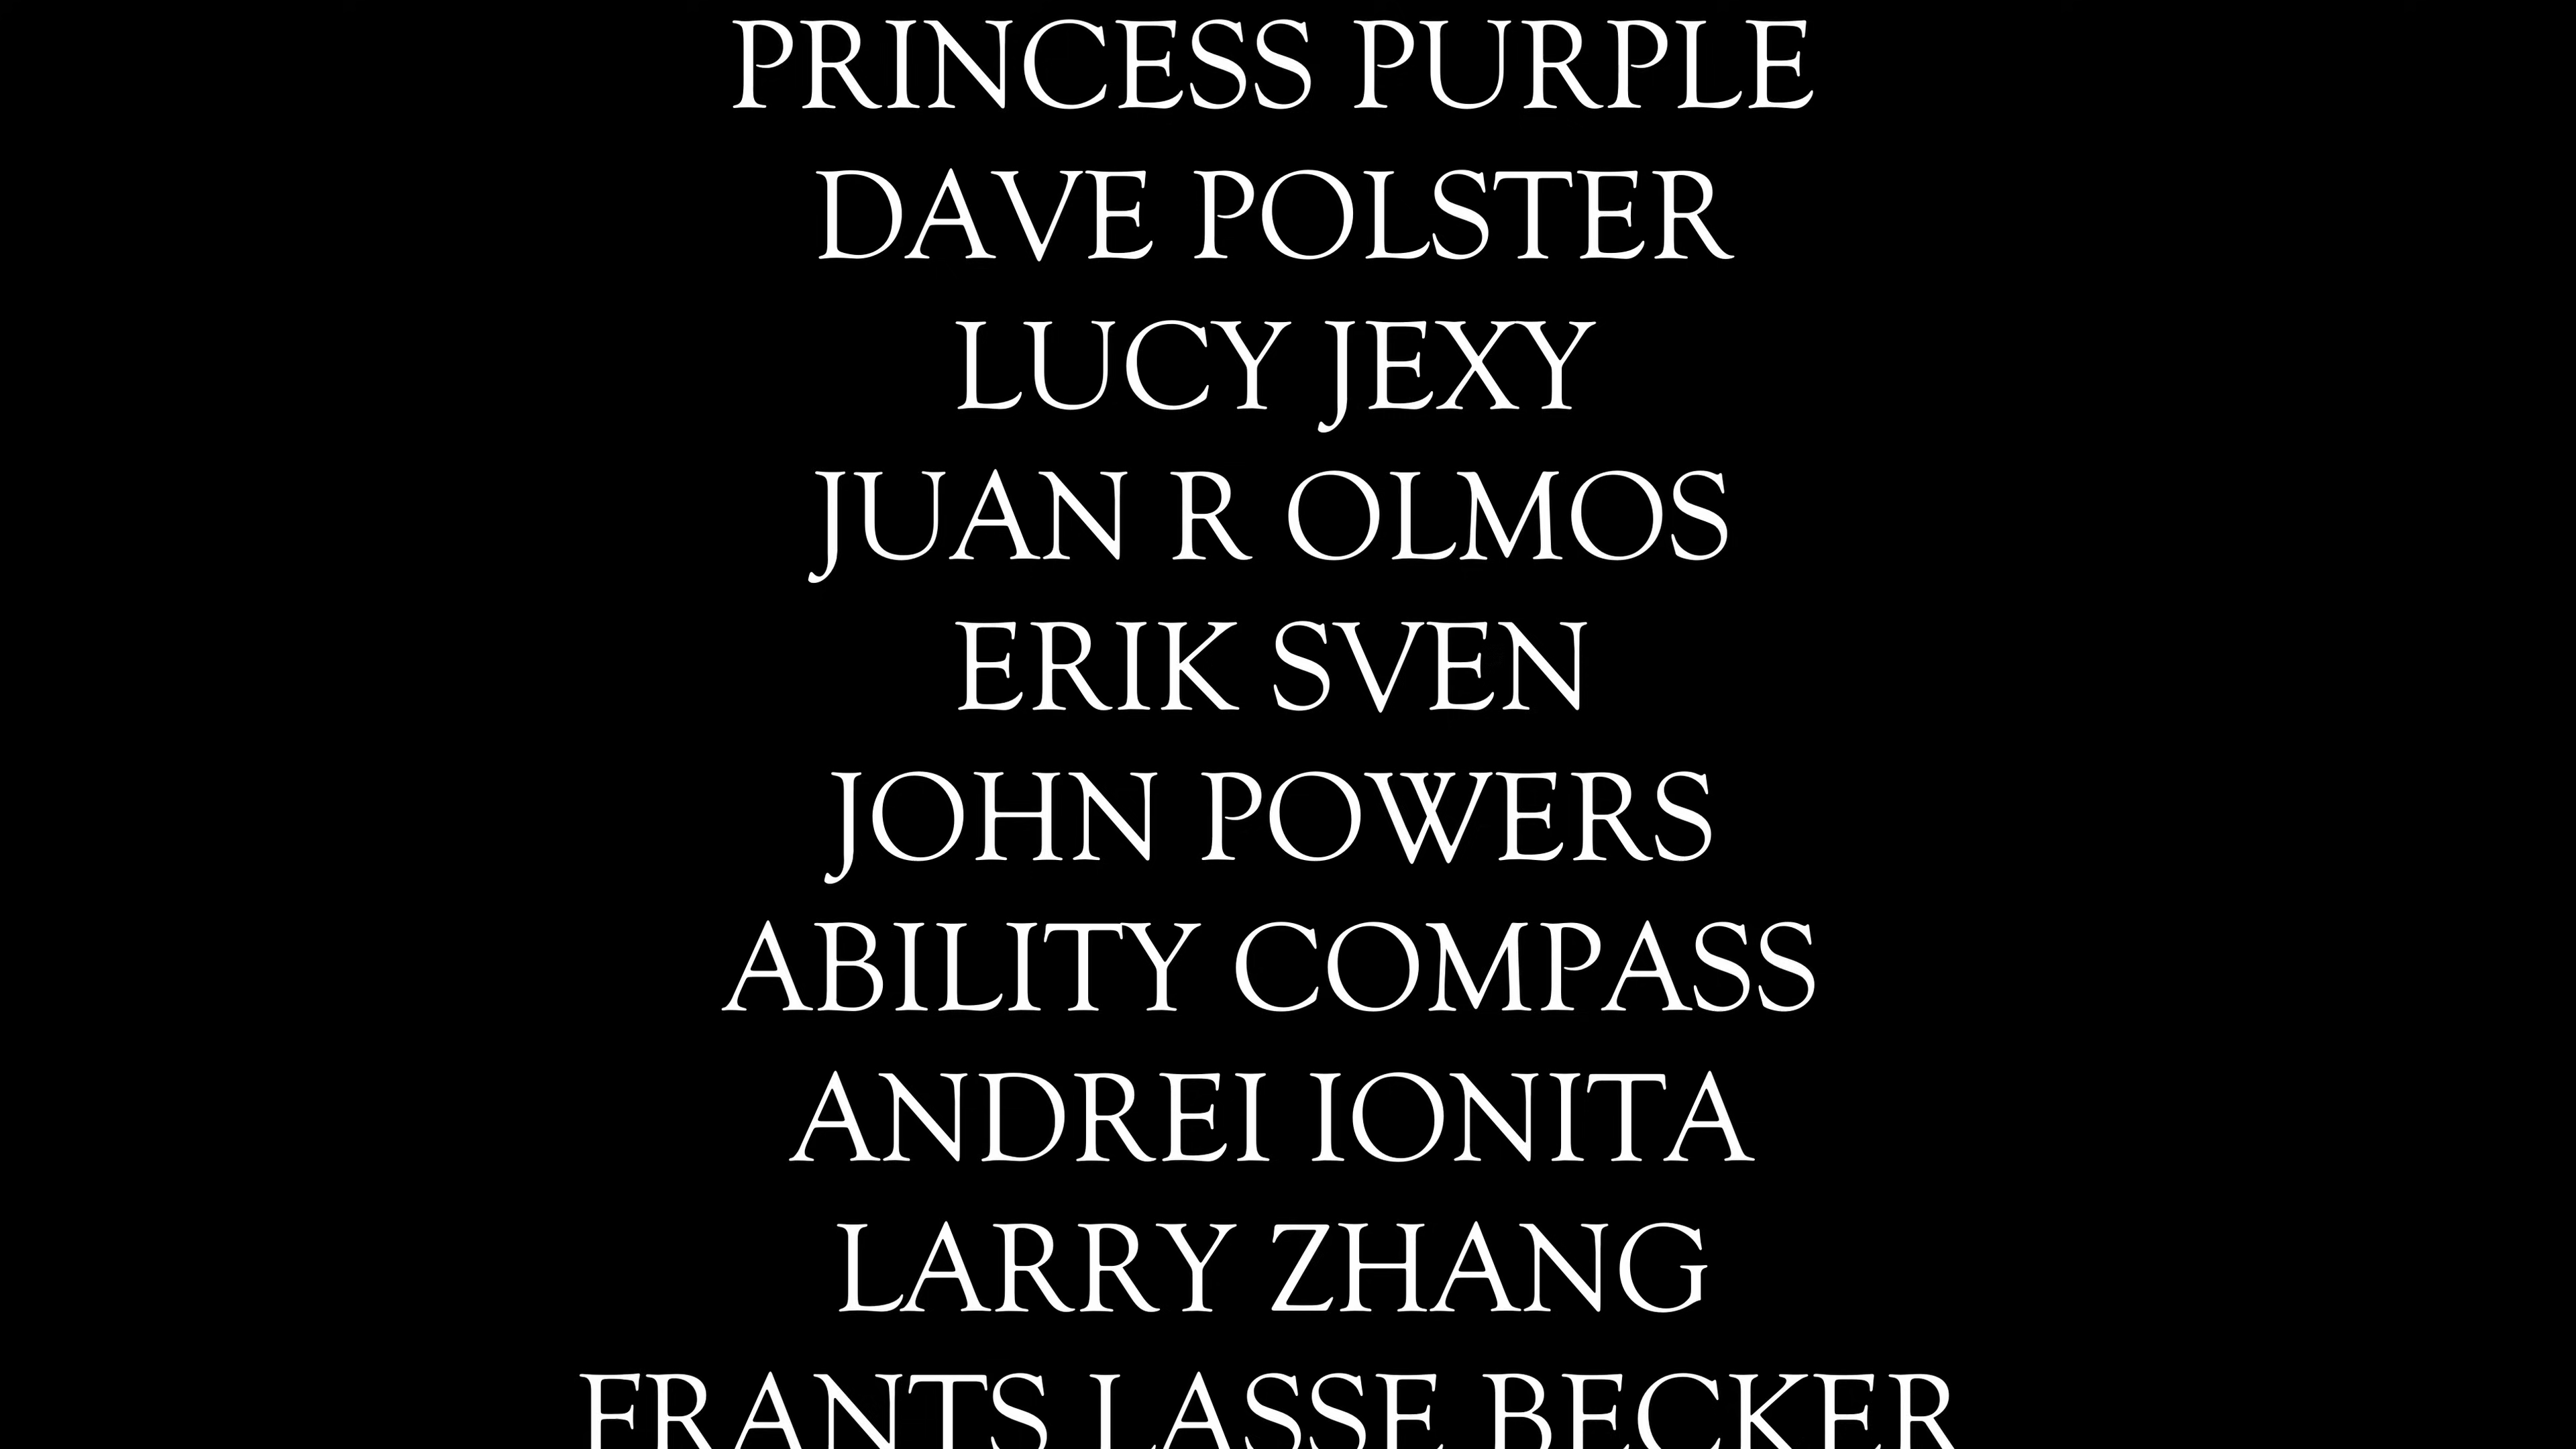 PRINCESS PURPLE
DAVE POLSTER
LUCY JEXY
JUAN R OLMOS
ERIK SVEN
JOHN POWERS
ABILITY COMPASS
ANDREI IONITA
LARRY ZHANG
FRANTS LASSE BECKER